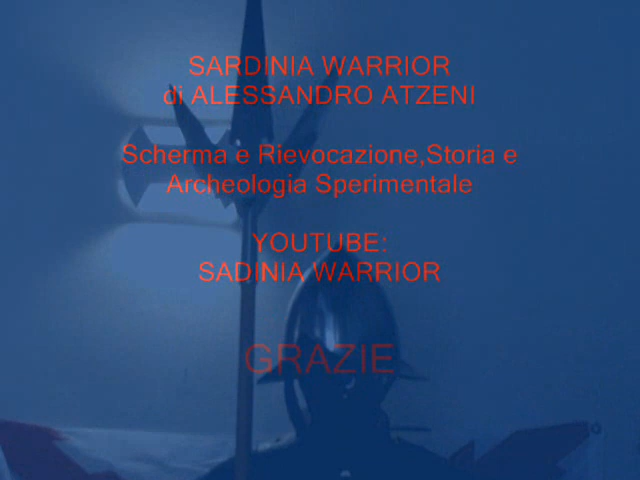 SARDINIA WARRIOR
di ALESSANDRO ATZENI
Scherma e Rievocazione,Storia e
Archeologia Sperimentale
YOUTUBE:
SADINIA WARRIOR
GRAZIE